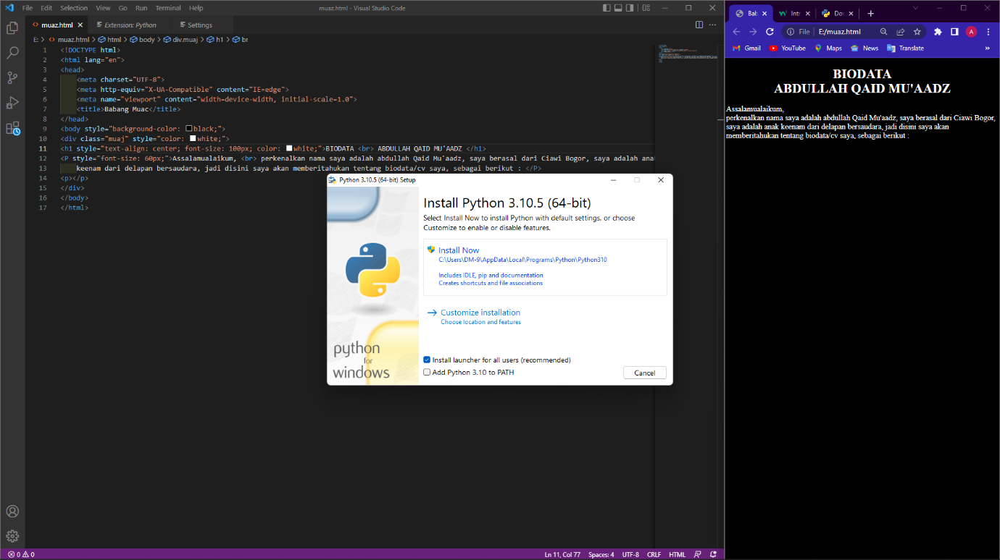 File Edit Selection View Go Run Terminal Help
muaz.html - Visual Studio Code
muaz.html
Extension: Python
Settings
E: > muaz.html > html > body > div.muaj > h1 > br
1 <!DOCTYPE html>
2 <html lang="en">
3 <head>
4 <meta charset="UTF-8">
5 <meta http-equiv="X-UA-Compatible" content="IE=edge">
6 <meta name="viewport" content="width=device-width, initial-scale=1.0">
7 <title>Babang Muac</title>
8 </head>
9 <body style="background-color: black;">
10 <div class="muaj" style="color: white;">
11 <h1 style="text-align: center; font-size: 100px; color: white;">BIODATA <br> ABDULLAH QAID MU'AADZ </h1>
12 <P style="font-size: 60px;">Assalamualaikum, <br> perkenalkan nama saya adalah abdullah Qaid Mu'aadz, saya berasal dari Ciawi Bogor, saya adalah ana
13 keenam dari delapan bersaudara, jadi disini saya akan memberitahukan tentang biodata/cv saya, sebagai berikut : </P>
14 <p></p>
15 </div>
16 </body>
17 </html>
Python 3.10.5 (64-bit) Setup
Install Python 3.10.5 (64-bit)
Select Install Now to install Python with default settings, or choose
Customize to enable or disable features.
Install Now
C:\Users\DM-9\AppData\Local\Programs\Python\Python310
Includes IDLE, pip and documentation
Creates shortcuts and file associations
Customize installation
Choose location and features
python
for
windows
Install launcher for all users (recommended)
Add Python 3.10 to PATH
Cancel
0 0
Ln 11, Col 77 Spaces: 4 UTF-8 CRLF HTML
Bab
Intr
Dov
File E:/muaz.html
A
Gmail YouTube Maps News Translate
BIODATA
ABDULLAH QAID MU'AADZ
Assalamualaikum,
perkenalkan nama saya adalah abdullah Qaid Mu'aadz, saya berasal dari Ciawi Bogor,
saya adalah anak keenam dari delapan bersaudara, jadi disini saya akan
memberitahukan tentang biodata/cv saya, sebagai berikut :